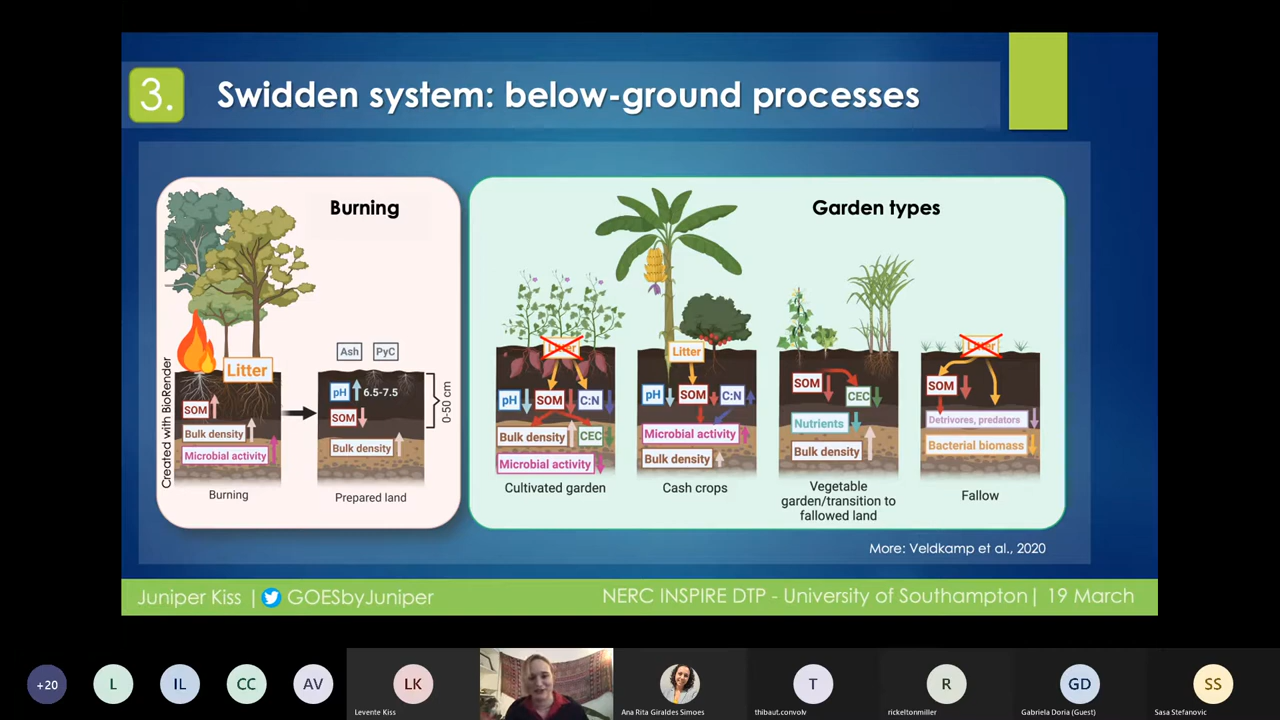 3.
Swidden system: below-ground processes
Burning
Created with BioRender
Litter
SOM
Bulk density
Microbial activity
Burning
Ash PyC
pH 6.5-7.5
SOM
Bulk density
0-50 cm
Prepared land
Garden types
pH SOM C:N
Bulk density CEC
Microbial activity
Cultivated garden
Litter
pH SOM C:N
Microbial activity
Bulk density
Cash crops
SOM
CEC
Nutrients
Bulk density
Vegetable
garden/transition to
fallowed land
SOM
Detrivores, predators
Bacterial biomass
Fallow
More: Veldkamp et al., 2020
Juniper Kiss | GOESbyJuniper
NERC INSPIRE DTP - University of Southampton| 19 March
+20 L IL CC AV LK T R GD SS
Levente Kiss
Ana Rita Giraldes Simoes
thibaut.convolv
rickeltonmiller
Gabriela Doria (Guest)
Sasa Stefanovic